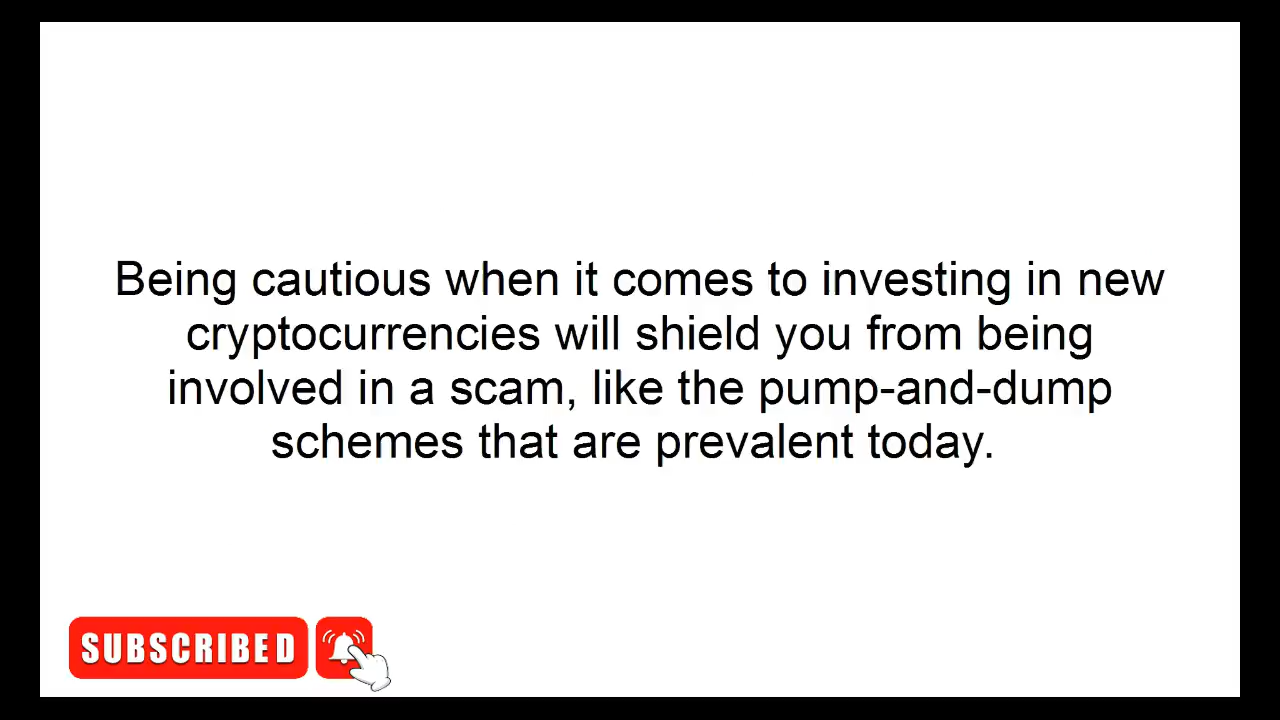 Being cautious when it comes to investing in new
cryptocurrencies will shield you from being
involved in a scam, like the pump-and-dump
schemes that are prevalent today.
SUBSCRIBED